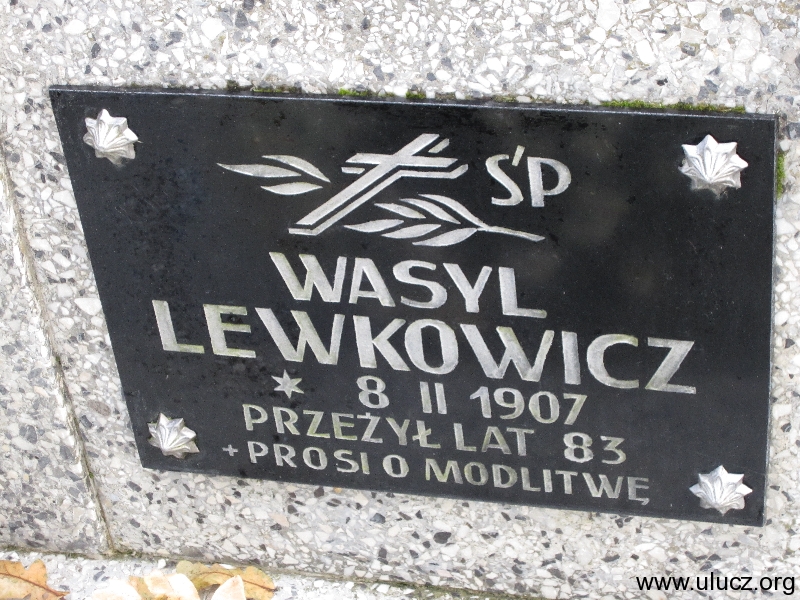 ŚP
WASYL
LEWKOWICZ
* 8 II 1907
PRZEŻYŁ LAT 83
+ PROSI O MODLITWĘ
www.ulucz.org